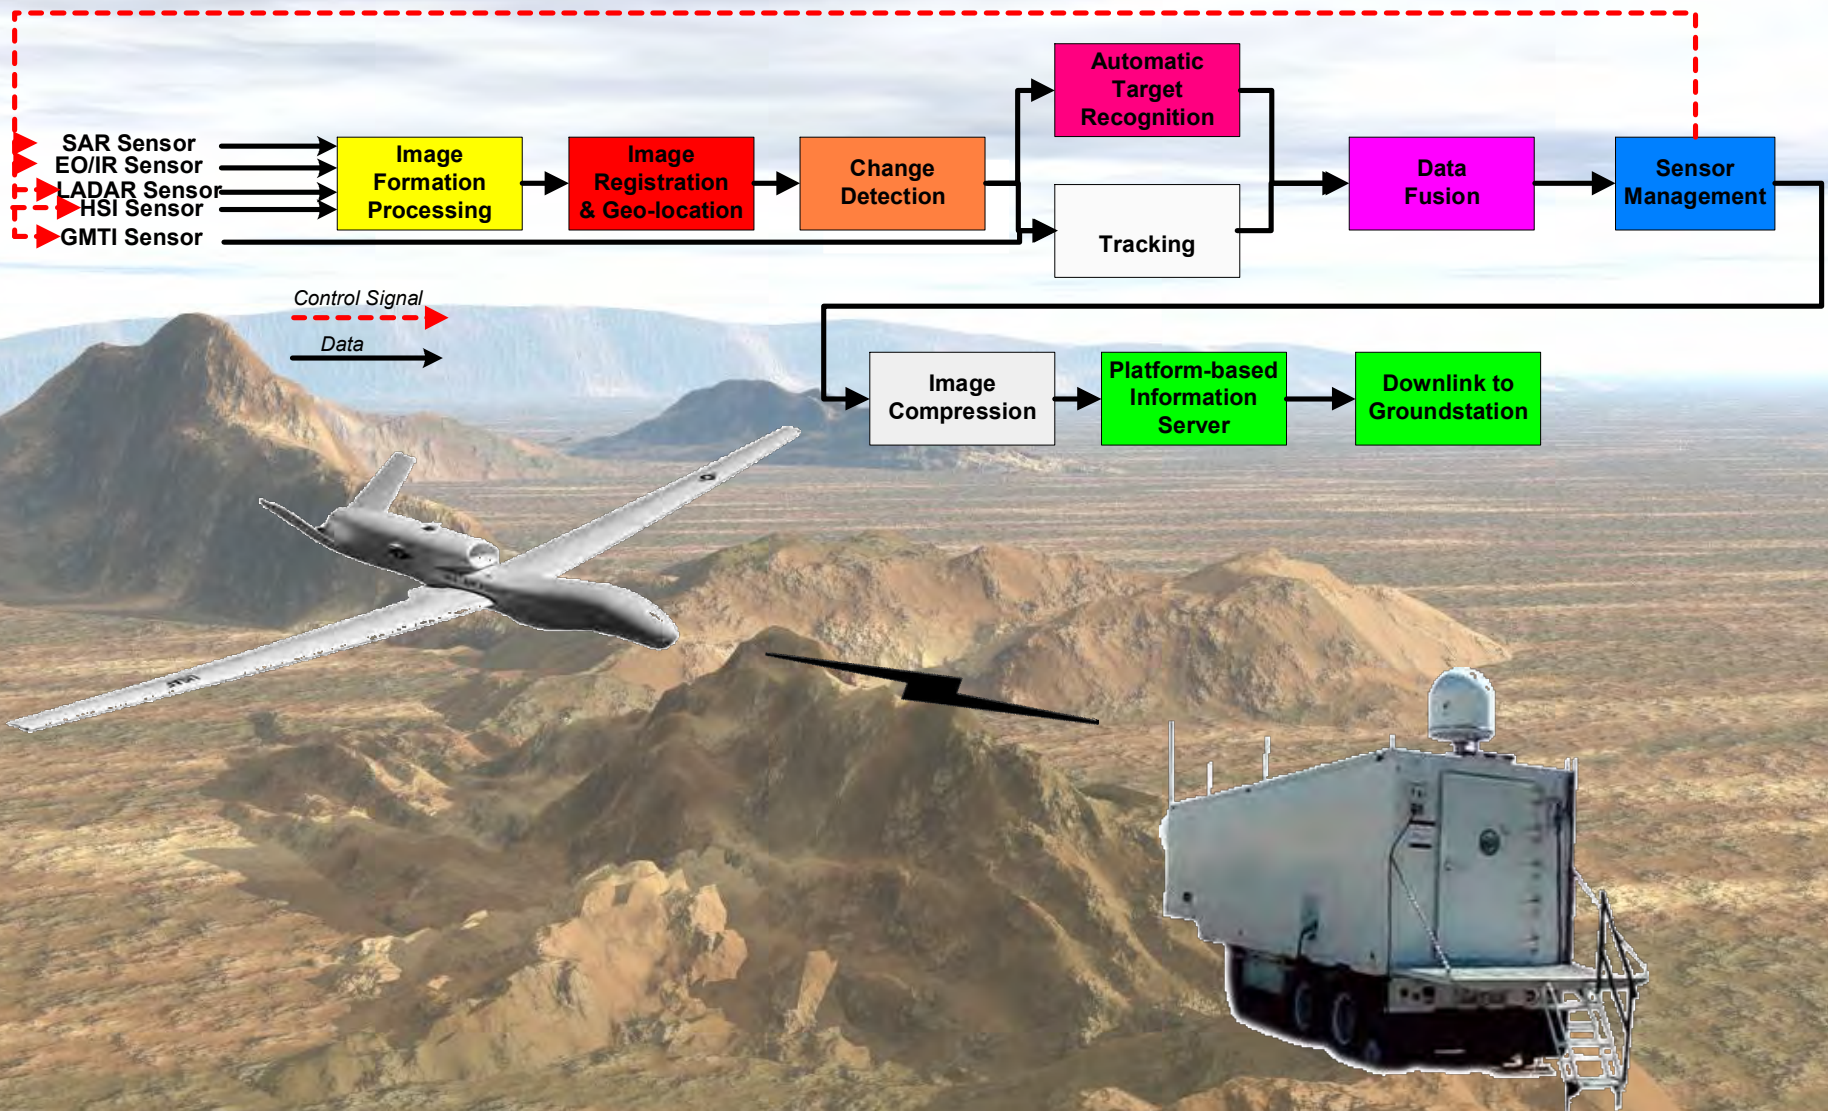 Automatic
Target
Recognition
SAR Sensor
EO/IR Sensor
LADAR Sensor
HSI Sensor
GMTI Sensor
Image
Formation
Processing
Image
Registration
& Geo-location
Change
Detection
Tracking
Data
Fusion
Sensor
Management
Control Signal
Data
Image
Compression
Platform-based
Information
Server
Downlink to
Groundstation